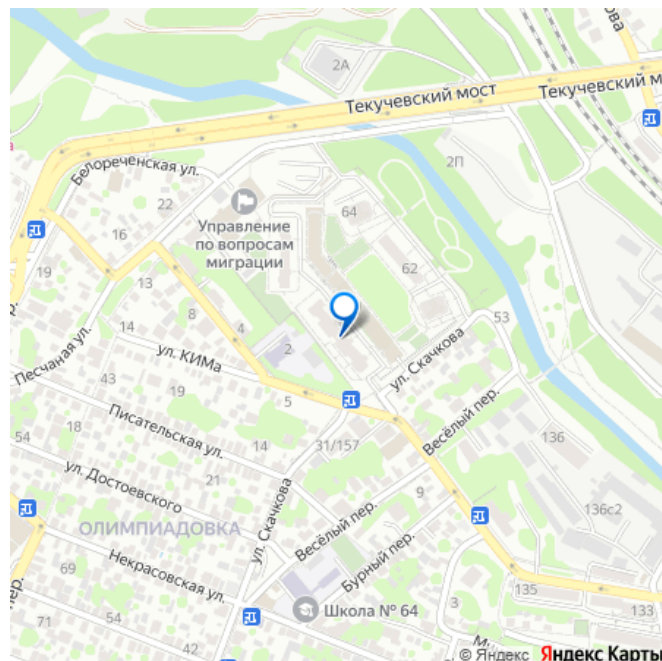 2А
Текучевский мост
Текучевский м
ова
Белореченская ул.
2П
22
Управление
по вопросам
миграции
64
16
62
19
13
8
4
53
14
ул. КИМа
2
ул. Скачкова
Песчаная ул.
43
19
5
Весёлый пер.
18
Писательская ул.
14
31/157
136
54
21
ул. Достоевского
ул. Скачкова
9
136с2
ОЛИМПИАДОВКА
Весёлый пер.
Некрасовская ул.
Бурный пер.
69
135
пер.
Школа № 64
3
133
71
54
М.
© Яндекс Яндекс Карты